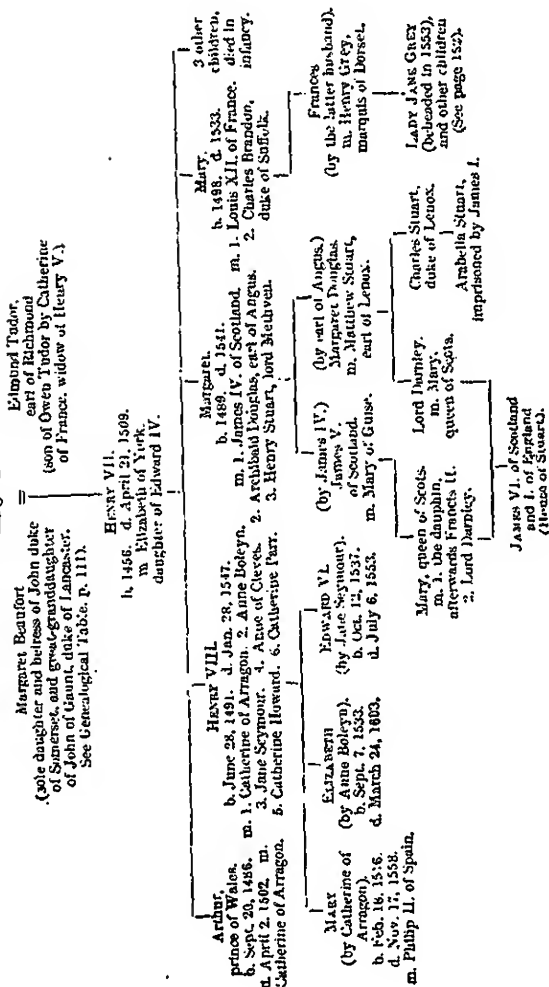 Margaret Beaufort
(sole daughter and heiress of John duke
of Somerset, and great-granddaughter
of John of Gaunt, duke of Lancaster.
See Genealogical Table, p. 111.)
=
Edmund Tudor,
earl of Richmond
(son of Owen Tudor by Catherine
of France, widow of Henry V.)
HENRY VII.
b. 1456. d. April 21, 1509.
m. Elizabeth of York,
daughter of Edward IV.
Arthur,
prince of Wales.
b. Sept. 20, 1486.
d. April 2, 1502. m.
Catherine of Arragon.
HENRY VIII.
b. June 28, 1491. d. Jan. 28, 1547.
m. 1. Catherine of Arragon. 2. Anne Boleyn.
3. Jane Seymour. 4. Anne of Cleves.
5. Catherine Howard. 6. Catherine Parr.
Margaret.
b. 1489. d. 1541.
m. 1. James IV. of Scotland.
2. Archibald Douglas, earl of Angus.
3. Henry Stuart, lord Methven.
Mary.
b. 1498. d. 1533.
m. 1. Louis XII. of France.
2. Charles Brandon,
duke of Suffolk.
3 other
children,
died in
infancy.
MARY
(by Catherine of
Arragon).
b. Feb. 18, 1516.
d. Nov. 17, 1558.
m. Philip II. of Spain.
ELIZABETH
(by Anne Boleyn).
b. Sept. 7, 1533.
d. March 24, 1603.
EDWARD VI.
(by Jane Seymour).
b. Oct. 12, 1537.
d. July 6, 1553.
(by James IV.)
James V.
of Scotland.
m. Mary of Guise.
(by earl of Angus.)
Margaret Douglas.
m. Matthew Stuart,
earl of Lenox.
Frances
(by the latter husband).
m. Henry Grey,
marquis of Dorset.
Mary, queen of Scots.
m. 1. the dauphin,
afterwards Francis II.
2. Lord Darnley.
Lord Darnley.
m. Mary,
queen of Scots.
Charles Stuart,
duke of Lenox.
LADY JANE GREY
(beheaded in 1553),
and other children
(See page 152).
Arabella Stuart,
imprisoned by James I.
JAMES VI. of Scotland
and I. of England
(House of Stuart).